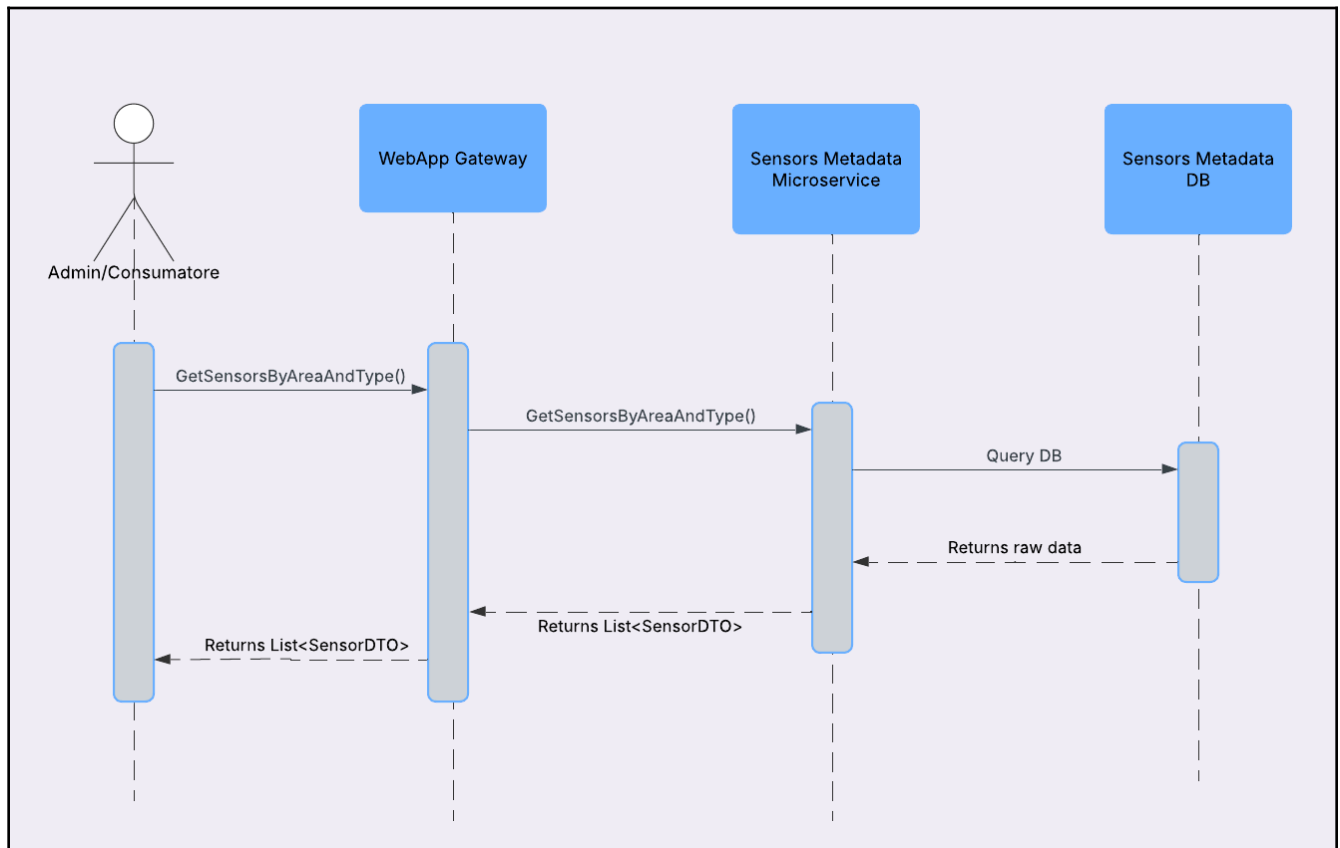 WebApp Gateway
Sensors Metadata
Microservice
Sensors Metadata
DB
Admin/Consumatore
GetSensorsByAreaAndType()
GetSensorsByAreaAndType()
Query DB
Returns raw data
Returns List<SensorDTO>
Returns List<SensorDTO>